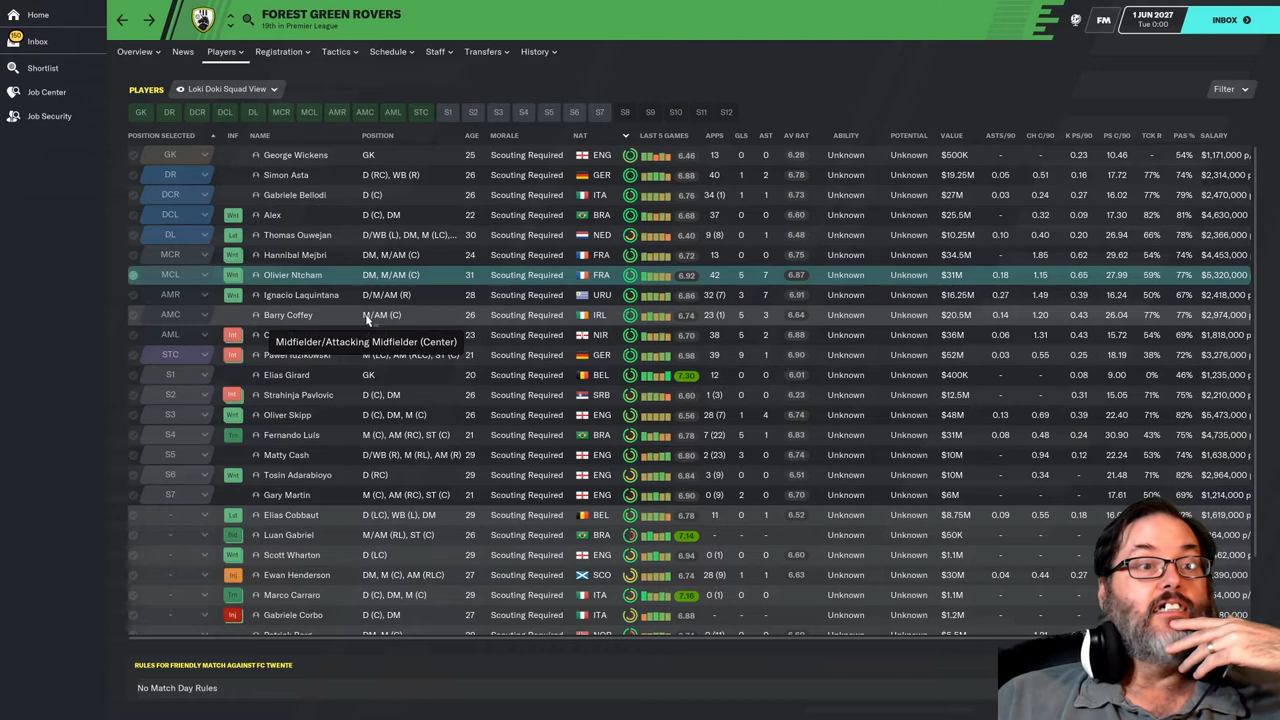 Home
150
Inbox
Shortlist
Job Center
Job Security
FOREST GREEN ROVERS
19th in Premier League
FM
1 JUN 2027
Tue 0:00
INBOX
Overview News Players Registration Tactics Schedule Staff Transfers History
PLAYERS Loki Doki Squad View Filter
GK DR DCR DCL DL MCR MCL AMR AMC AML STC S1 S2 S3 S4 S5 S6 S7 S8 S9 S10 S11 S12
POSITION SELECTED INF NAME POSITION AGE MORALE NAT LAST 5 GAMES APPS GLS AST AV RAT ABILITY POTENTIAL VALUE ASTS/90 CH C/90 K PS/90 PS C/90 TCK R PAS % SALARY
GK George Wickens GK 25 Scouting Required ENG 6.46 13 0 0 6.28 Unknown Unknown $500K - - 0.23 10.46 - 54% $1,171,000 p/
DR Simon Asta D (RC), WB (R) 26 Scouting Required GER 6.88 40 1 2 6.78 Unknown Unknown $19.25M 0.05 0.51 0.16 17.72 77% 74% $2,314,000 p
DCR Gabriele Bellodi D (C) 26 Scouting Required ITA 6.76 34 (1) 1 1 6.73 Unknown Unknown $27M 0.03 0.24 0.27 16.02 77% 79% $2,470,000 p
DCL Wnt Alex D (C), DM 22 Scouting Required BRA 6.68 37 0 0 6.60 Unknown Unknown $25.5M - 0.32 0.09 17.30 82% 81% $4,630,000
DL Lst Thomas Ouwejan D/WB (L), DM, M (LC),... 30 Scouting Required NED 6.40 9 (8) 0 1 6.48 Unknown Unknown $10.25M 0.10 0.40 0.20 26.94 66% 78% $2,366,000
MCR Wnt Hannibal Mejbri DM, M/AM (C) 24 Scouting Required FRA 6.72 13 0 0 6.75 Unknown Unknown $34.5M - 1.85 0.62 29.62 54% 74% $3,413,000
MCL Wnt Olivier Ntcham DM, M/AM (C) 31 Scouting Required FRA 6.92 42 5 7 6.87 Unknown Unknown $31M 0.18 1.15 0.65 27.99 59% 77% $5,320,000
AMR Wnt Ignacio Laquintana D/M/AM (R) 28 Scouting Required URU 6.86 32 (7) 3 7 6.91 Unknown Unknown $16.25M 0.27 1.49 0.39 16.50 40% 67% $2,418,000
AMC Barry Coffey M/AM (C) 26 Scouting Required IRL 6.74 23 (1) 5 3 6.64 Unknown Unknown $20.5M 0.14 1.20 0.43 19.24 50% 77% $2,974,000
AML Int 23 Scouting Required NIR 6.70 38 5 2 6.88 Unknown Unknown $36M 0.06 1.31 0.43 15.72 44% 73% $3,569,000
Midfielder/Attacking Midfielder (Center)
STC Int 21 Scouting Required GER 6.98 39 9 1 6.91 Unknown Unknown $52M 0.03 0.55 0.25 18.18 38% 72% $3,276,000
S1 Elias Girard GK 20 Scouting Required BEL 7.30 12 0 0 6.01 Unknown Unknown $400K - - 0.08 9.00 0% 46% $1,235,000
S2 Int Strahinja Pavlovic D (C), DM 26 Scouting Required SRB 6.60 1 (3) 0 0 6.23 Unknown Unknown $12.5M - - 0.31 15.05 - 77% $2,210,000
S3 Wnt Oliver Skipp D (C), DM, M (C) 26 Scouting Required ENG 6.56 28 (7) 1 4 6.74 Unknown Unknown $48M 0.13 0.69 0.39 22.40 71% 82% $5,413,000
S4 Trn Fernando Luís M (C), AM (RC), ST (C) 21 Scouting Required BRA 6.78 7 (22) 5 1 6.83 Unknown Unknown $31M 0.08 0.48 0.24 30.90 43% 75% $4,735,000
S5 Matty Cash D/WB (R), M (RL), AM (R) 29 Scouting Required ENG 6.80 2 (23) 3 0 6.74 Unknown Unknown $10M - 0.94 0.12 22.24 53% 74% $1,638,000
S6 Wnt Tosin Adarabioyo D (RC) 29 Scouting Required ENG 6.84 3 (9) 0 0 6.51 Unknown Unknown $10M - 0.34 - 21.48 71% 82% $2,964,000
S7 Gary Martin M (C), AM (RC), ST (C) 21 Scouting Required ENG 6.90 0 (9) 2 0 6.70 Unknown Unknown $6M - - - 17.61 50% 69% $1,214,000
- Lst Elias Cobbaut D (LC), WB (L), DM 29 Scouting Required BEL 6.78 11 0 1 6.52 Unknown Unknown $8.75M 0.09 0.55 0.18 $1,619,000
- Bid Luan Gabriel M/AM (RL), ST (C) 26 Scouting Required BRA 7.14 - - - - Unknown Unknown $50K - - -
- Wnt Scott Wharton D (LC) 29 Scouting Required ENG 6.94 0 (1) 0 0 6.60 Unknown Unknown $1.1M - - -
- Inj Ewan Henderson DM, M (C), AM (RLC) 27 Scouting Required SCO 6.74 28 (9) 1 1 6.63 Unknown Unknown $30M 0.04 0.44 0.27
- Trn Marco Carraro DM, M (C) 29 Scouting Required ITA 7.16 0 (1) 0 0 - Unknown Unknown $1.1M - - -
- Inj Gabriele Corbo D (C), DM 27 Scouting Required ITA 6.88 - - - - Unknown Unknown $1.2M - - -
RULES FOR FRIENDLY MATCH AGAINST FC TWENTE
No Match Day Rules